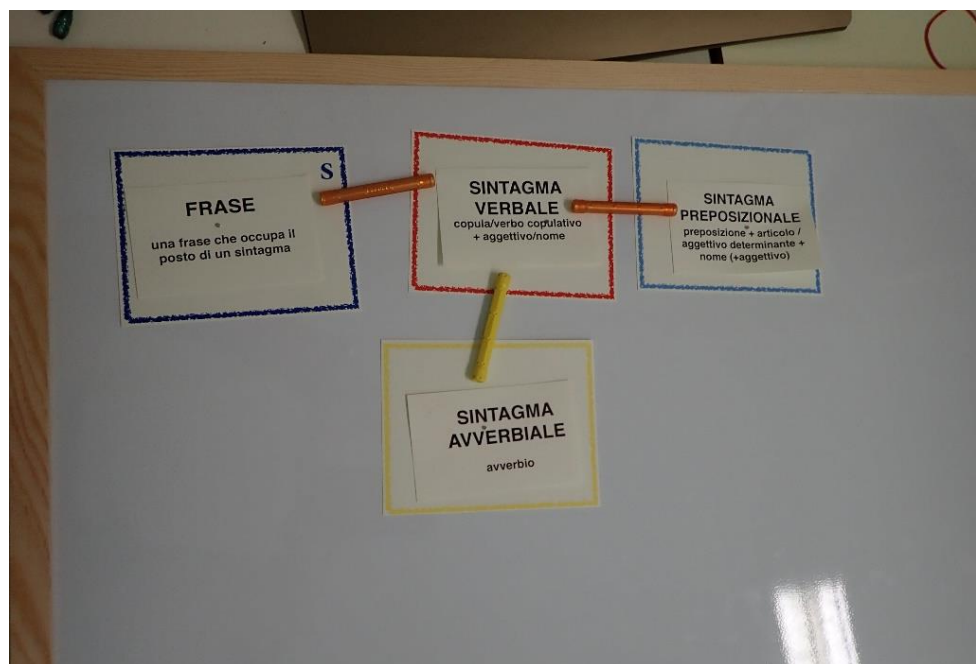 S
FRASE
una frase che occupa il
posto di un sintagma
SINTAGMA
VERBALE
copula/verbo copulativo
+ aggettivo/nome
SINTAGMA
PREPOSIZIONALE
preposizione + articolo /
aggettivo determinante +
nome (+aggettivo)
SINTAGMA
AVVERBIALE
avverbio